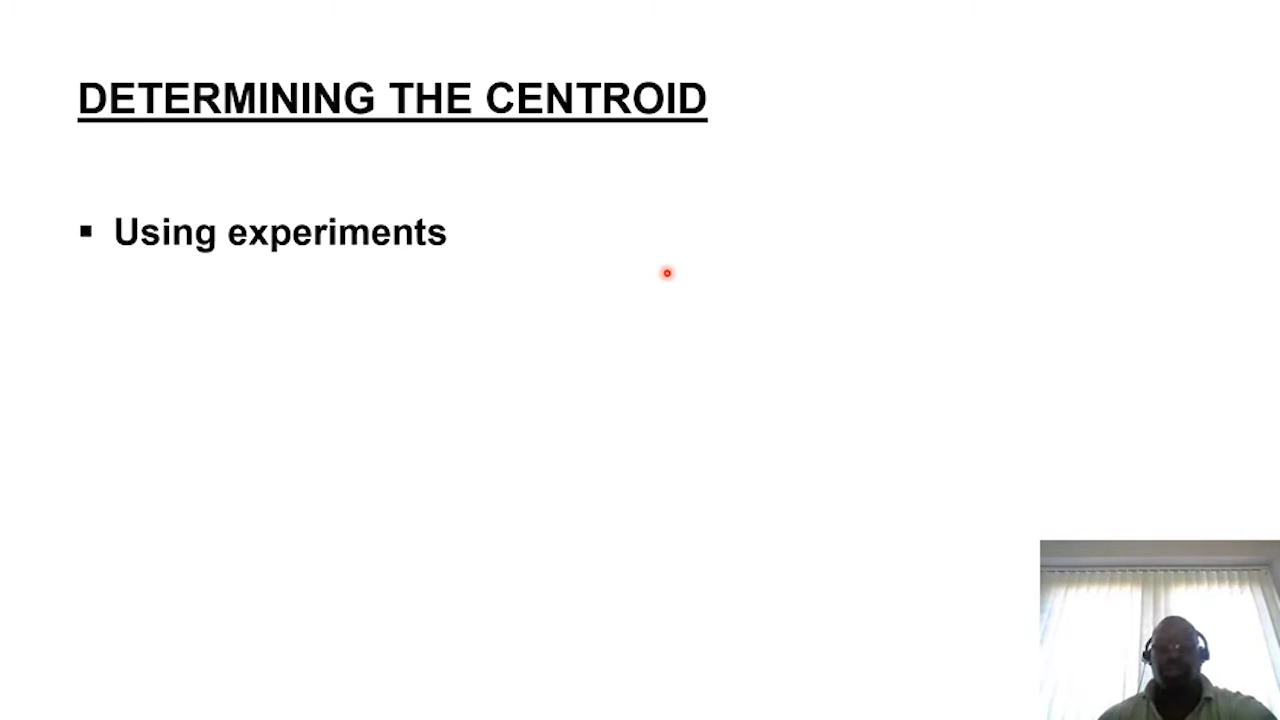 DETERMINING THE CENTROID
▪ Using experiments